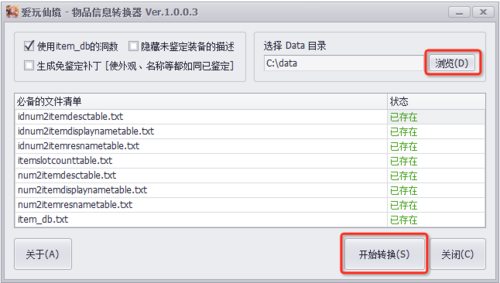 爱玩仙境 - 物品信息转换器 Ver.1.0.0.3
使用item_db的洞数 隐藏未鉴定装备的描述
生成免鉴定补丁 [使外观、名称等都如同已鉴定]
选择 Data 目录
C:\data 浏览(D)
必备的文件清单 状态
idnum2itemdesctable.txt 已存在
idnum2itemdisplaynametable.txt 已存在
idnum2itemresnametable.txt 已存在
itemslotcounttable.txt 已存在
num2itemdesctable.txt 已存在
num2itemdisplaynametable.txt 已存在
num2itemresnametable.txt 已存在
item_db.txt 已存在
关于(A) 开始转换(S) 关闭(C)